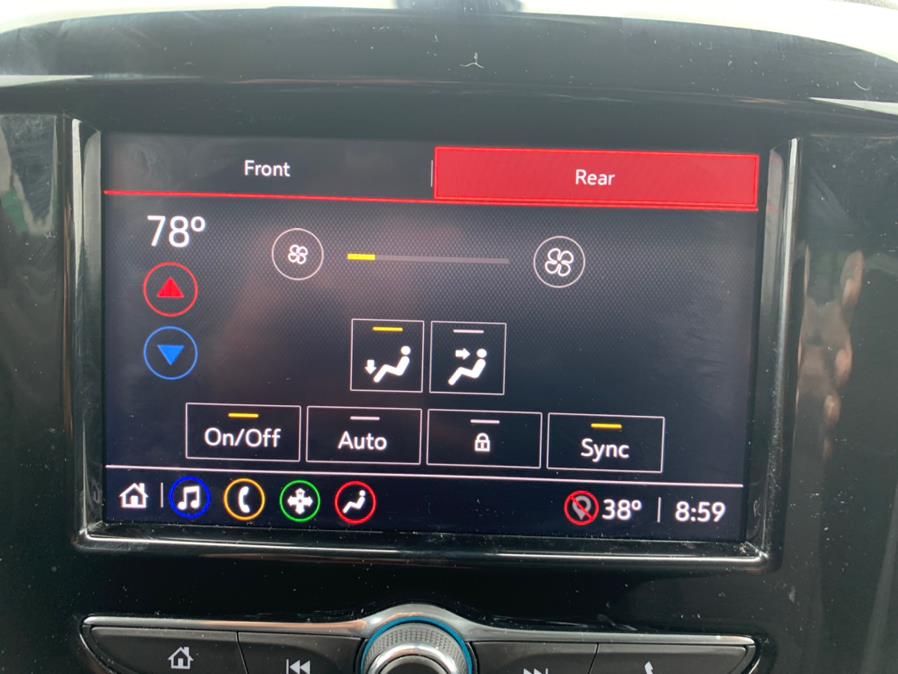 Front Rear
78°
On/Off Auto Sync
38° 8:59